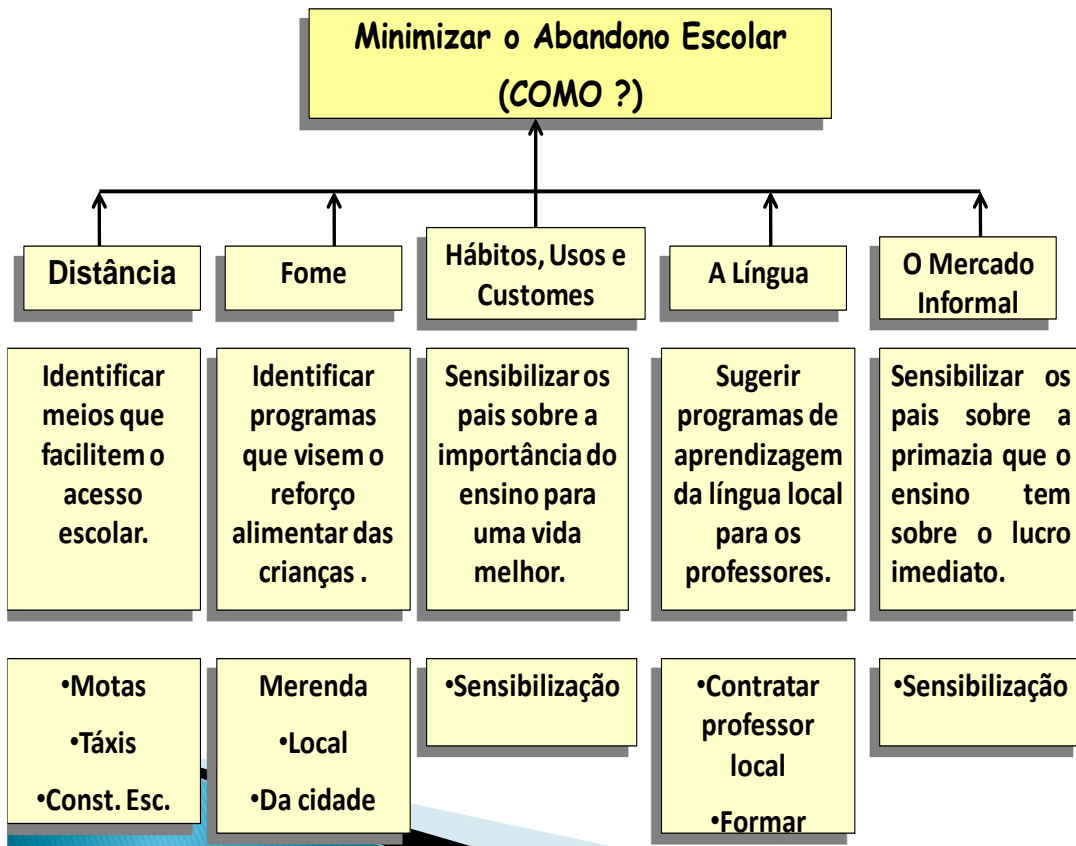 Minimizar o Abandono Escolar
(COMO ?)
Distância
Fome
Hábitos, Usos e
Customes
A Língua
O Mercado
Informal
Identificar
meios que
facilitem o
acesso
escolar.
Identificar
programas
que visem o
reforço
alimentar das
crianças .
Sensibilizar os
pais sobre a
importância do
ensino para
uma vida
melhor.
Sugerir
programas de
aprendizagem
da língua local
para os
professores.
Sensibilizar os
pais sobre a
primazia que o
ensino tem
sobre o lucro
imediato.
•Motas
•Táxis
•Const. Esc.
Merenda
•Local
•Da cidade
•Sensibilização
•Contratar
professor
local
•Formar
•Sensibilização